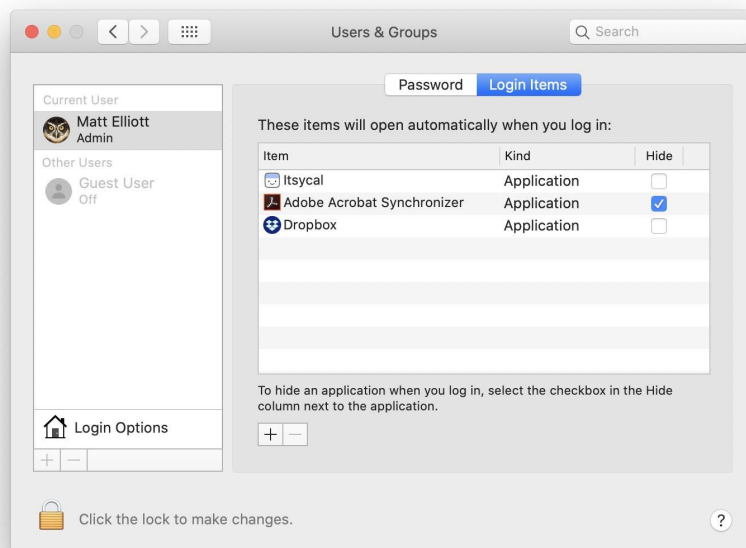 Users & Groups
Search
Password Login Items
Current User
Matt Elliott
Admin
Other Users
Guest User
Off
Login Options
These items will open automatically when you log in:
Item Kind Hide
Itsycal Application
Adobe Acrobat Synchronizer Application
Dropbox Application
To hide an application when you log in, select the checkbox in the Hide
column next to the application.
Click the lock to make changes.
?